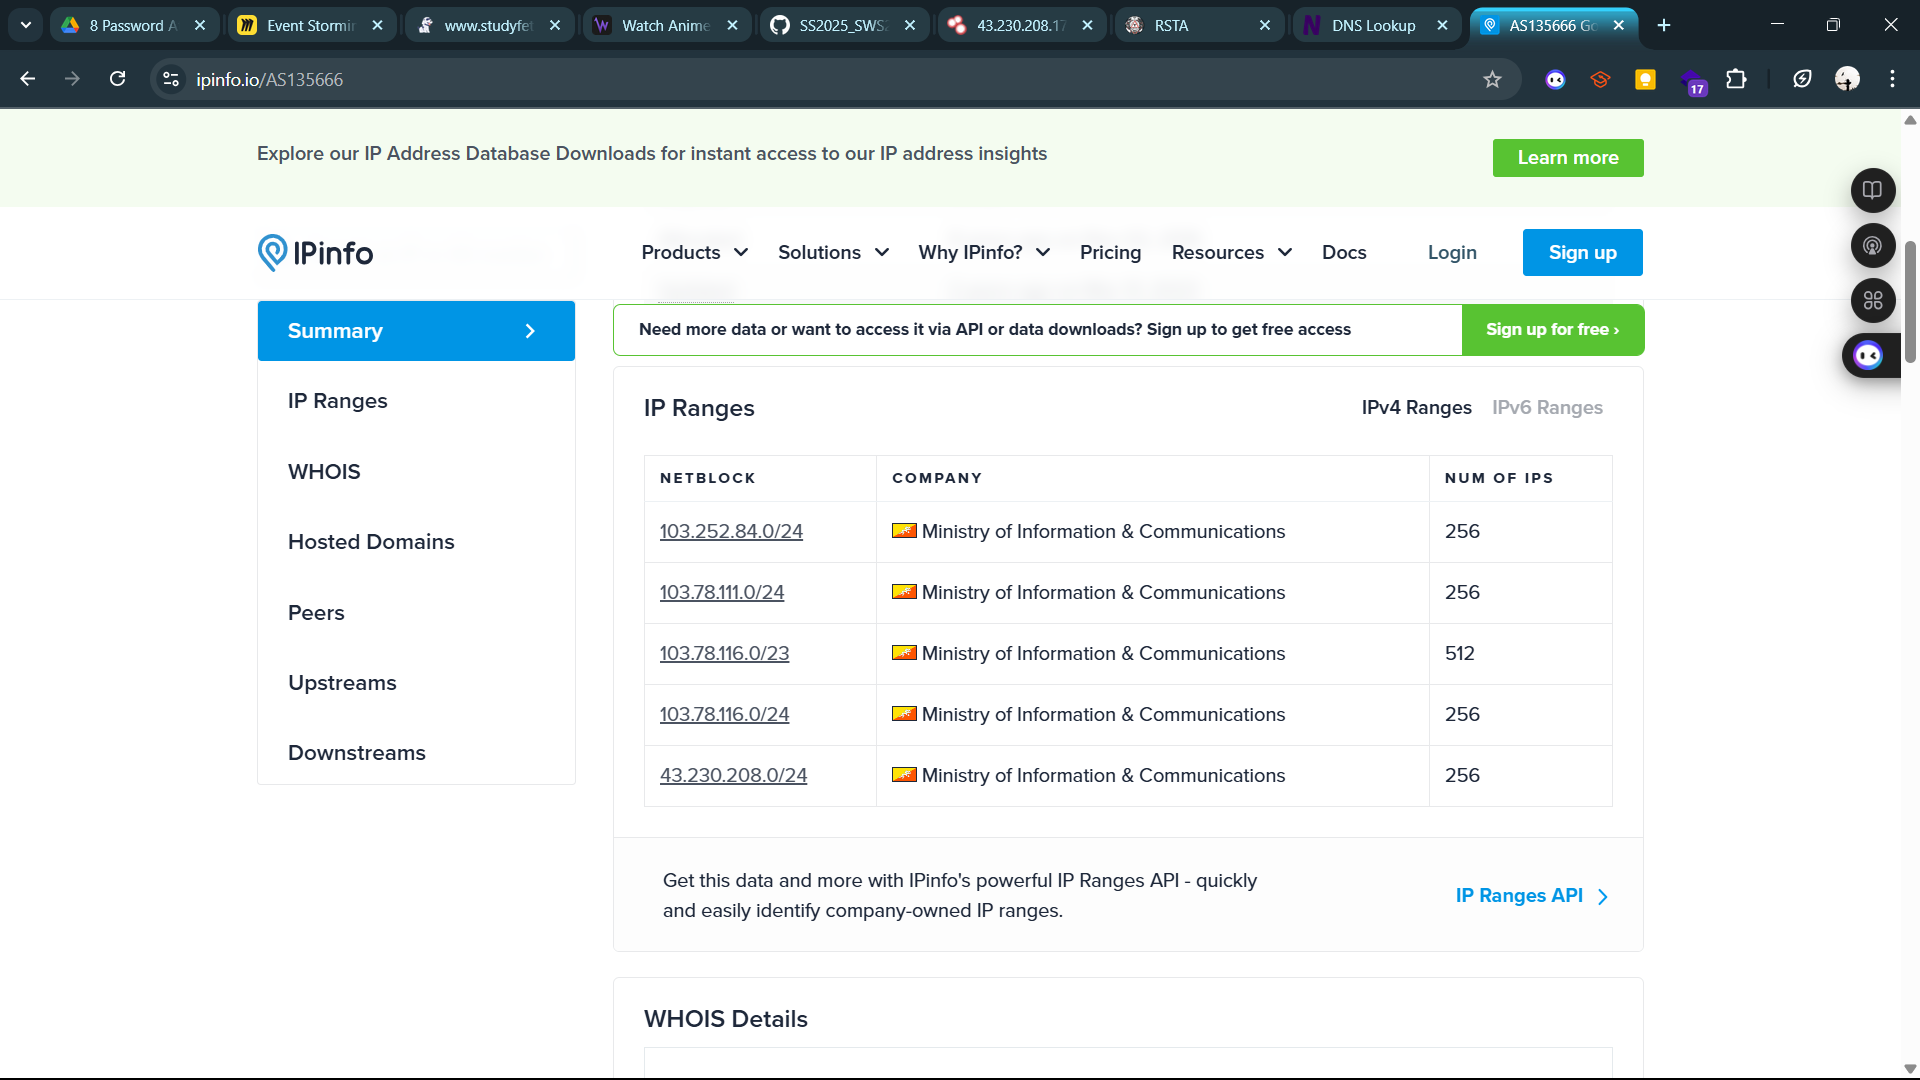 8 Password A
Event Stormin
www.studyfet
Watch Anime
SS2025_SWS2
43.230.208.17
RSTA
DNS Lookup
AS135666 Go
ipinfo.io/AS135666
17
Explore our IP Address Database Downloads for instant access to our IP address insights
Learn more
IPinfo
Products
Solutions
Why IPinfo?
Pricing
Resources
Docs
Login
Sign up
Need more data or want to access it via API or data downloads? Sign up to get free access
Sign up for free ›
Summary
IP Ranges
WHOIS
Hosted Domains
Peers
Upstreams
Downstreams
IP Ranges
IPv4 Ranges
IPv6 Ranges
NETBLOCK COMPANY NUM OF IPS
103.252.84.0/24 Ministry of Information & Communications 256
103.78.111.0/24 Ministry of Information & Communications 256
103.78.116.0/23 Ministry of Information & Communications 512
103.78.116.0/24 Ministry of Information & Communications 256
43.230.208.0/24 Ministry of Information & Communications 256
Get this data and more with IPinfo's powerful IP Ranges API - quickly
and easily identify company-owned IP ranges.
IP Ranges API
WHOIS Details